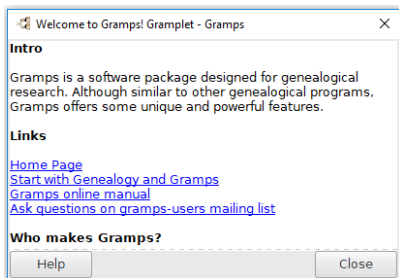 Welcome to Gramps! Gramplet - Gramps
Intro
Gramps is a software package designed for genealogical
research. Although similar to other genealogical programs,
Gramps offers some unique and powerful features.
Links
Home Page
Start with Genealogy and Gramps
Gramps online manual
Ask questions on gramps-users mailing list
Who makes Gramps?
Help Close